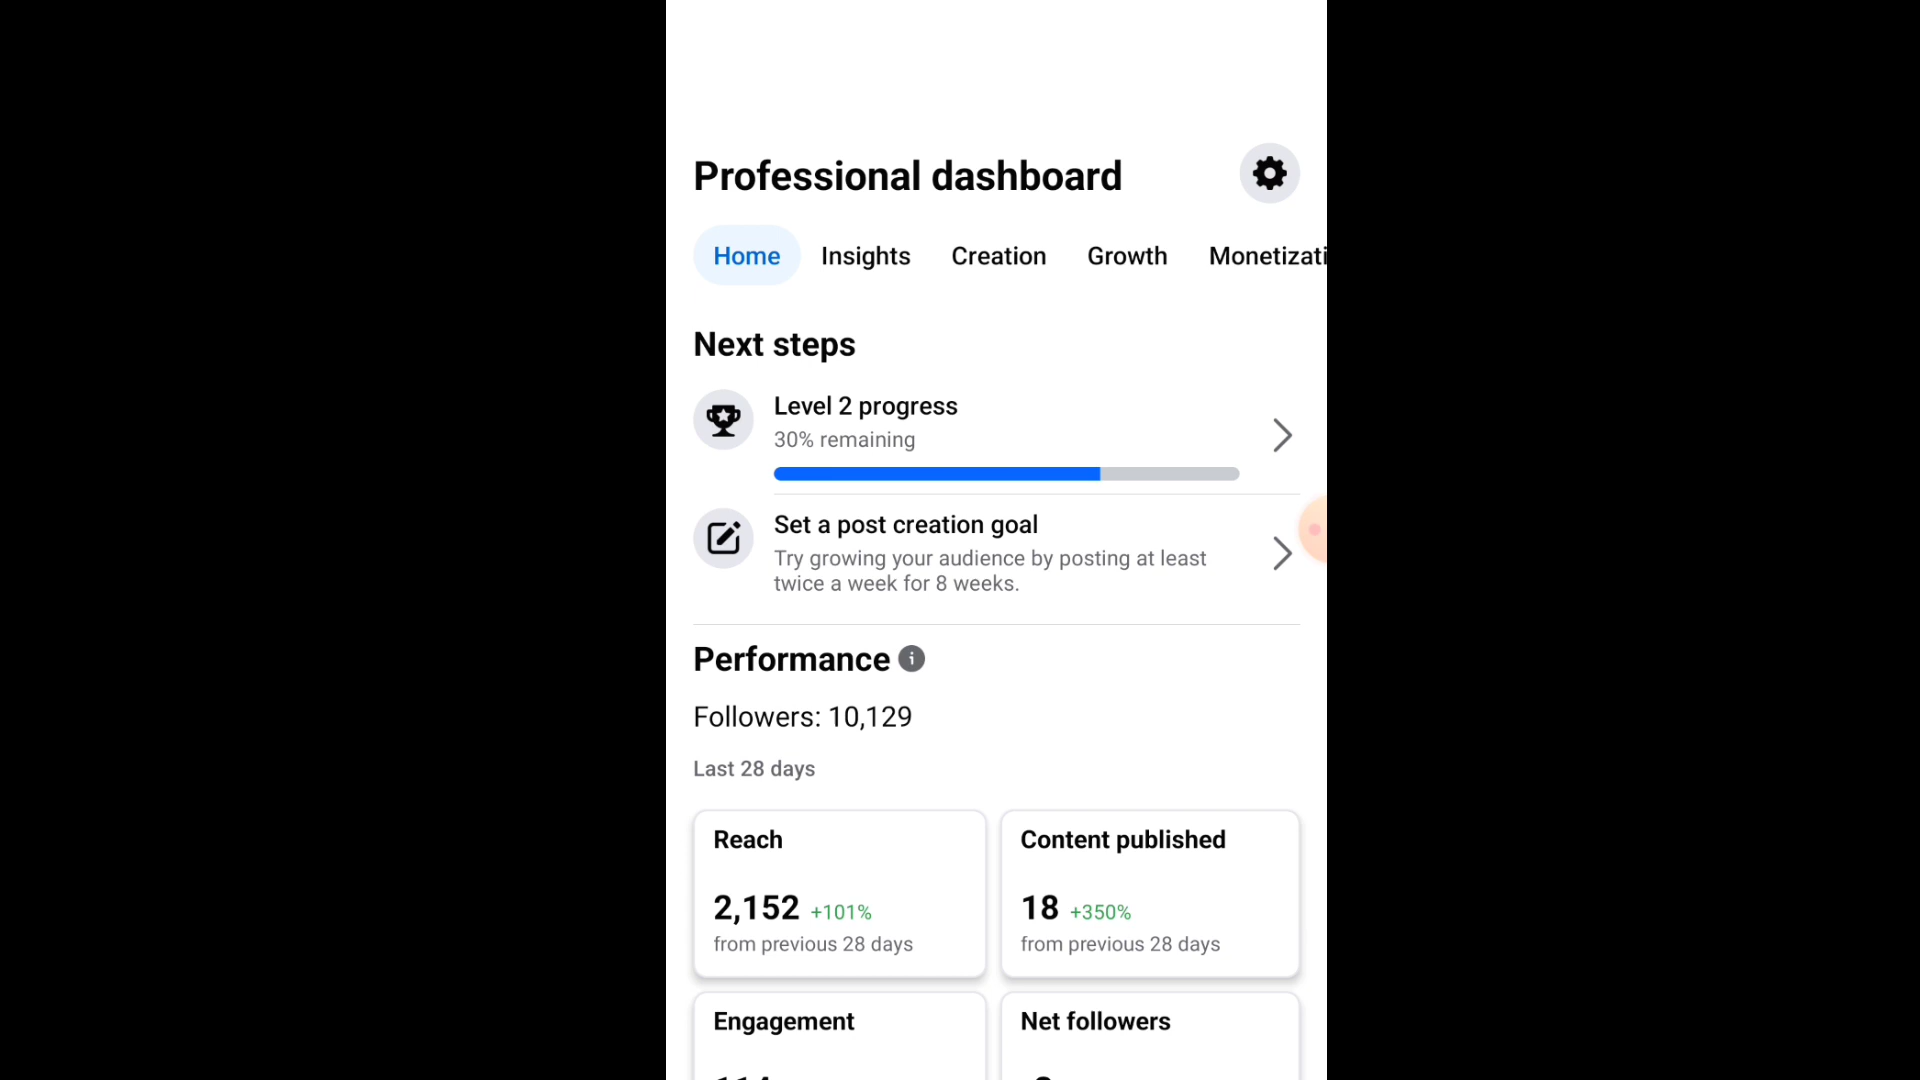 Professional dashboard
Home Insights Creation Growth Monetizati
Next steps
Level 2 progress
30% remaining
Set a post creation goal
Try growing your audience by posting at least
twice a week for 8 weeks.
Performance
Followers: 10,129
Last 28 days
Reach
2,152 +101%
from previous 28 days
Content published
18 +350%
from previous 28 days
Engagement
Net followers